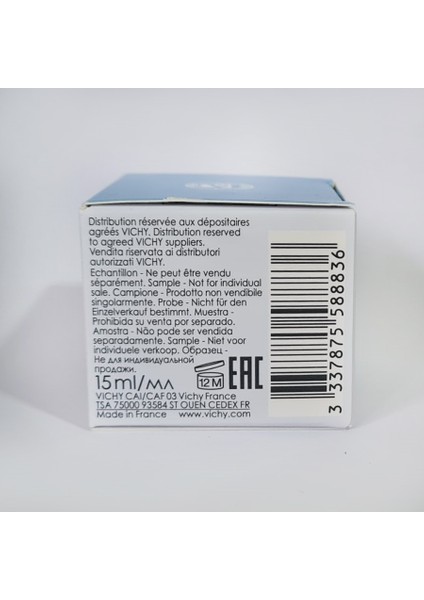 Distribution réservée aux dépositaires
agréés VICHY. Distribution reserved
to agreed VICHY suppliers.
Vendita riservata ai distributori
autorizzati VICHY.
Echantillon - Ne peut être vendu
séparément. Sample - Not for individual
sale. Campione - Prodotto non vendibile
singolarmente. Probe - Nicht für den
Einzelverkauf bestimmt. Muestra -
Prohibida su venta por separado.
Amostra - Não pode ser vendida
separadamente. Sample - Niet voor
individuele verkoop. Образец -
Не для индивидуальной
продажи.
15ml/мл
12 M
EAC
VICHY CAI/CAF 03 Vichy France
TSA 75000 93584 ST OUEN CEDEX FR
Made in France www.vichy.com
3 337875 588836